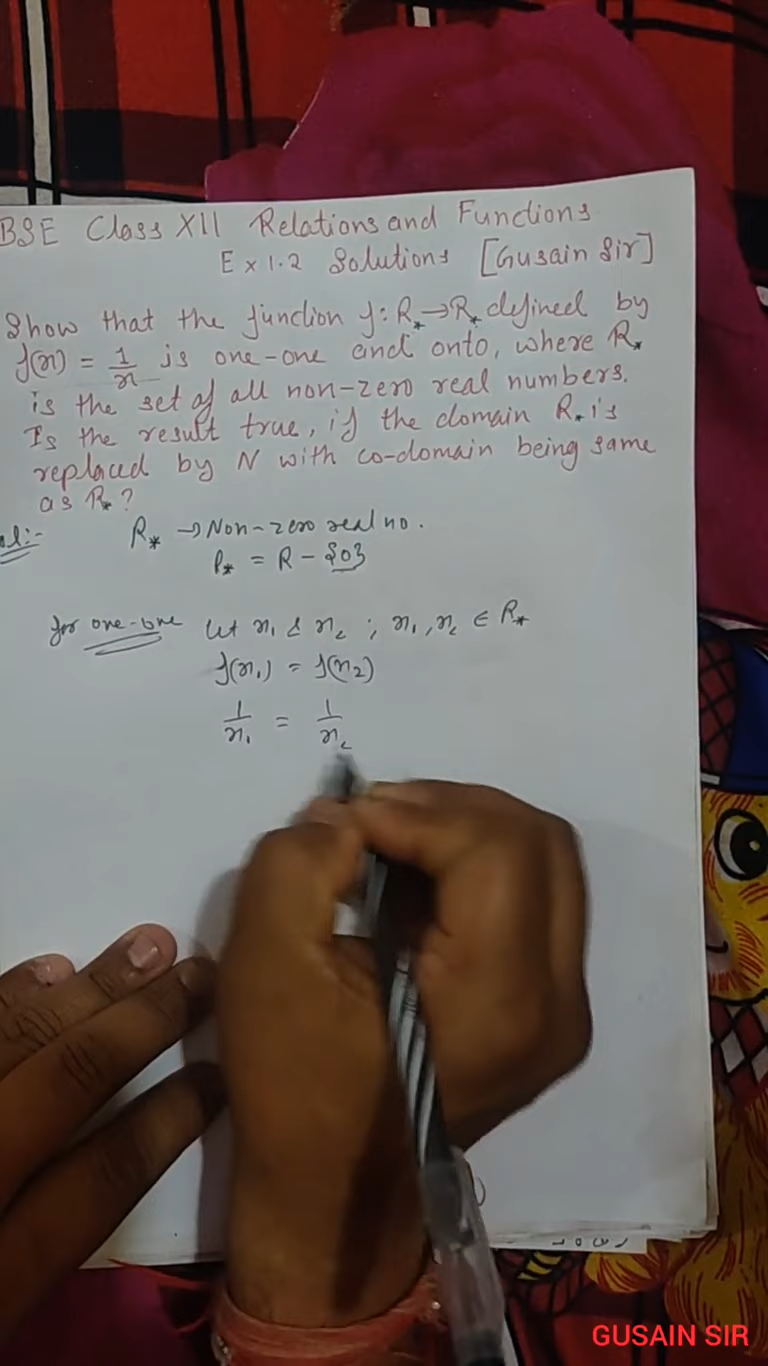 BSE Class XII Relations and Functions
Ex 1.2 Solutions [Gusain Sir]
Show that the function f: R* → R* defined by
f(x) = 1/x is one-one and onto, where R*
is the set of all non-zero real numbers.
Is the result true, if the domain R* is
replaced by N with co-domain being same
as R*?
R* → Non-zero real no.
R* = R - {0}
for one-one let x₁ & x₂ ; x₁, x₂ ∈ R*
f(x₁) = f(x₂)
1/x₁ = 1/x₂
GUSAIN SIR